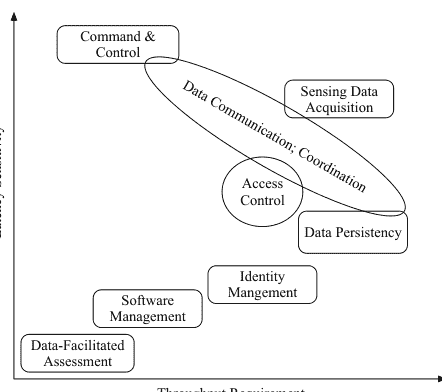 Command &
Control
Sensing Data
Acquisition
Data Communication; Coordination
Access
Control
Data Persistency
Identity
Mangement
Software
Management
Data-Facilitated
Assessment
Throughput Requirement